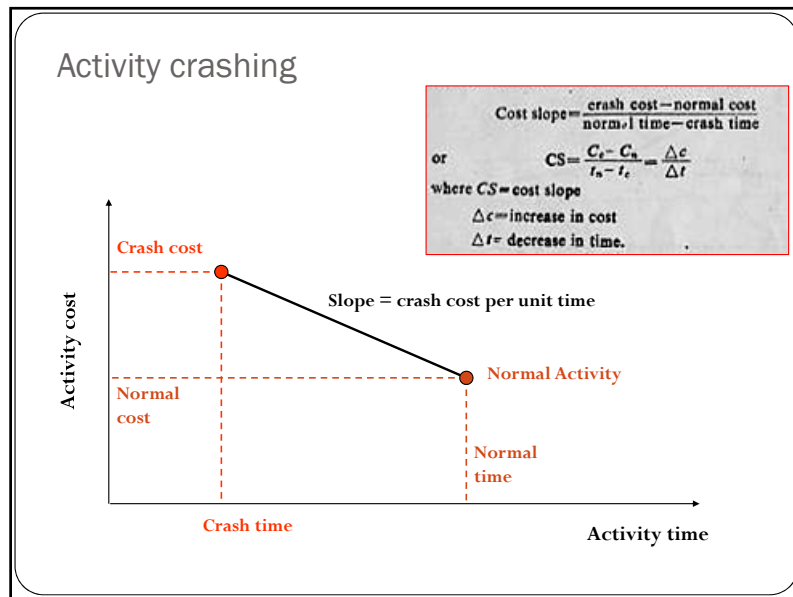 Activity crashing
Cost slope=crash cost−normal cost
normal time−crash time
or CS=Cc−Cn/tn−tc=Δc/Δt
where CS=cost slope
Δc=increase in cost
Δt=decrease in time.
Crash cost
Slope = crash cost per unit time
Activity cost
Normal Activity
Normal
cost
Normal
time
Crash time
Activity time